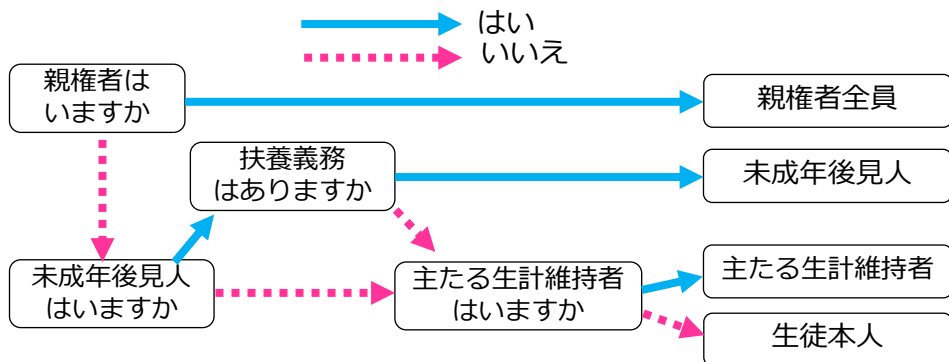 はい
いいえ
親権者は
いますか
親権者全員
扶養義務
はありますか
未成年後見人
未成年後見人
はいますか
主たる生計維持者
はいますか
主たる生計維持者
生徒本人